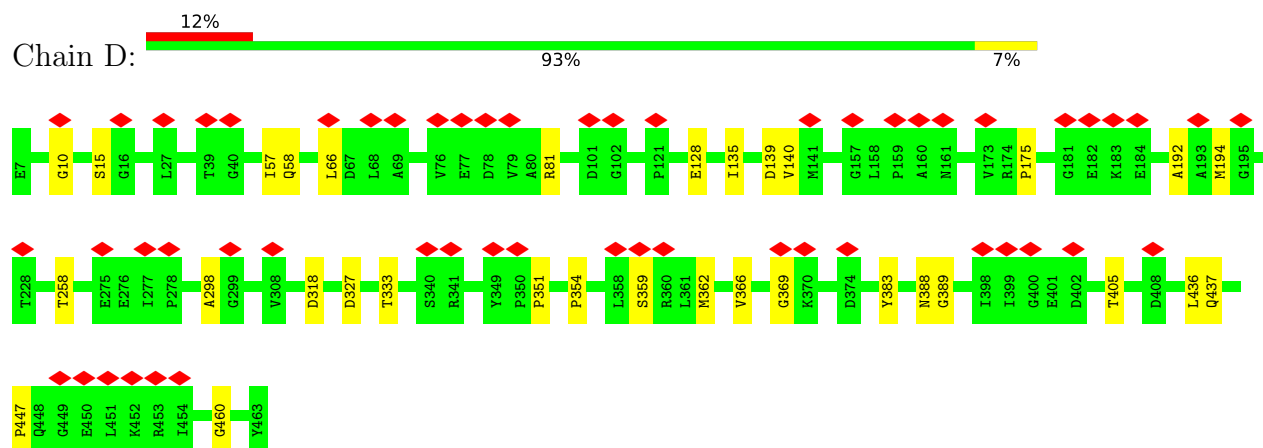 12%
Chain D:
93% 7%
E7 G10 S15 G16 L27 T39 G40 I57 Q58 L66 D67 L68 A69 V76 E77 D78 V79 A80 R81 D101 G102 P121 E128 I135 D139 V140 M141 G157 L158 P159 A160 N161 V173 R174 P175 G181 E182 K183 E184 A192 A193 M194 G195
T228 T258 E275 E276 I277 P278 A298 G299 V308 D318 D327 T333 S340 R341 Y349 P350 P351 P354 L358 S359 R360 L361 M362 V366 G369 K370 D374 Y383 N388 G389 I398 I399 G400 E401 D402 T405 D408 L436 Q437
P447 Q448 G449 E450 L451 K452 R453 I454 G460 Y463